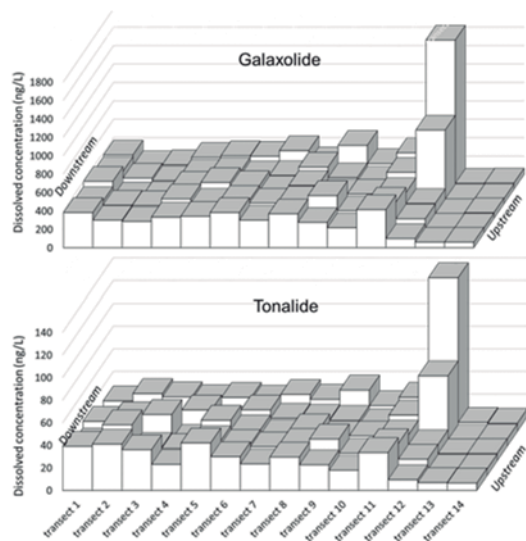 Galaxolide
Dissolved concentration (ng/L)
1800
1600
1400
1200
1000
800
600
400
200
0
Downstream
Upstream
Tonalide
Dissolved concentration (ng/L)
140
120
100
80
60
40
20
0
Downstream
Upstream
transect 1
transect 2
transect 3
transect 4
transect 5
transect 6
transect 7
transect 8
transect 9
transect 10
transect 11
transect 12
transect 13
transect 14